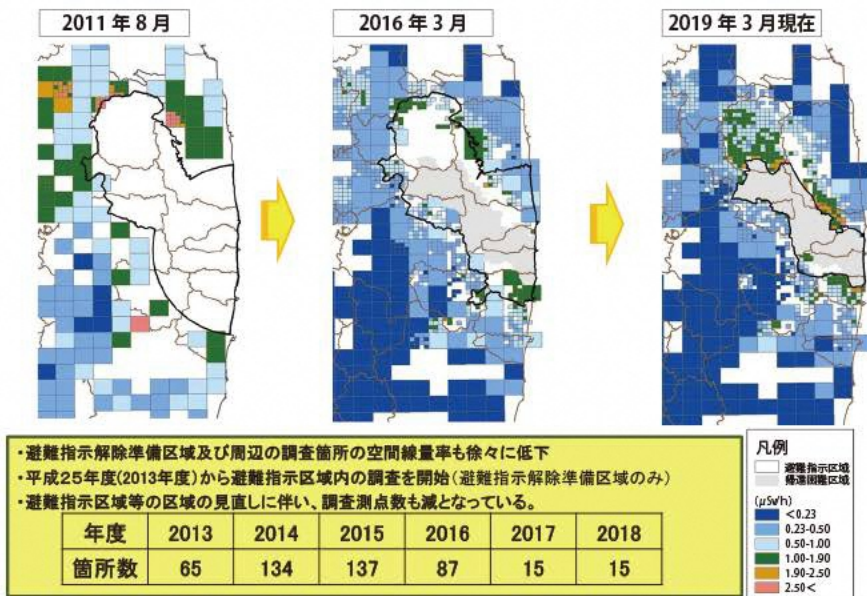 2011年8月
2016年3月
2019年3月現在
・避難指示解除準備区域及び周辺の調査箇所の空間線量率も徐々に低下
・平成25年度(2013年度)から避難指示区域内の調査を開始(避難指示解除準備区域のみ)
・避難指示区域等の区域の見直しに伴い、調査測点数も減となっている。
年度 2013 2014 2015 2016 2017 2018
箇所数 65 134 137 87 15 15
凡例
避難指示区域
帰還困難区域
(μSv/h)
<0.23
0.23-0.50
0.50-1.00
1.00-1.90
1.90-2.50
2.50<